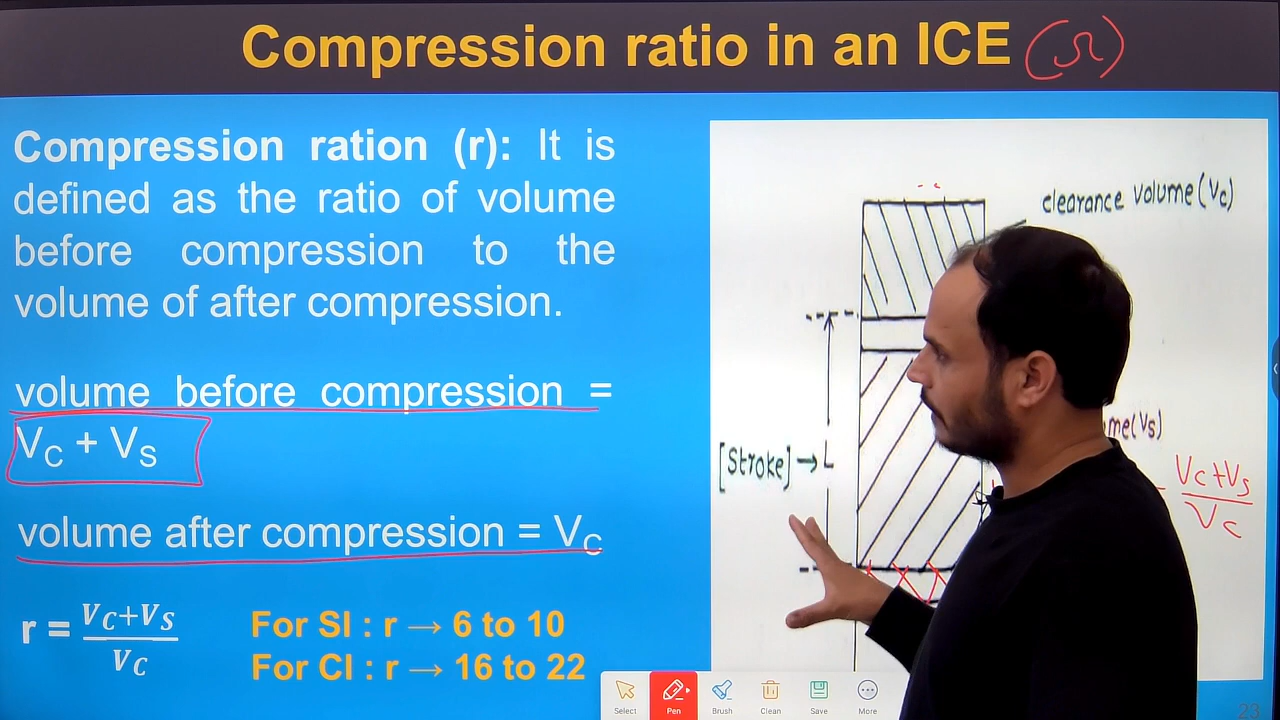 Compression ratio in an ICE (r)
Compression ration (r): It is
defined as the ratio of volume
before compression to the
volume of after compression.
volume before compression =
VC + VS
volume after compression = VC
r = VC+VS / VC
For SI : r → 6 to 10
For CI : r → 16 to 22
clearance volume (Vc)
me(Vs)
[Stroke] → L
Vc+Vs
Vc
Select Pen Brush Clean Save More
23